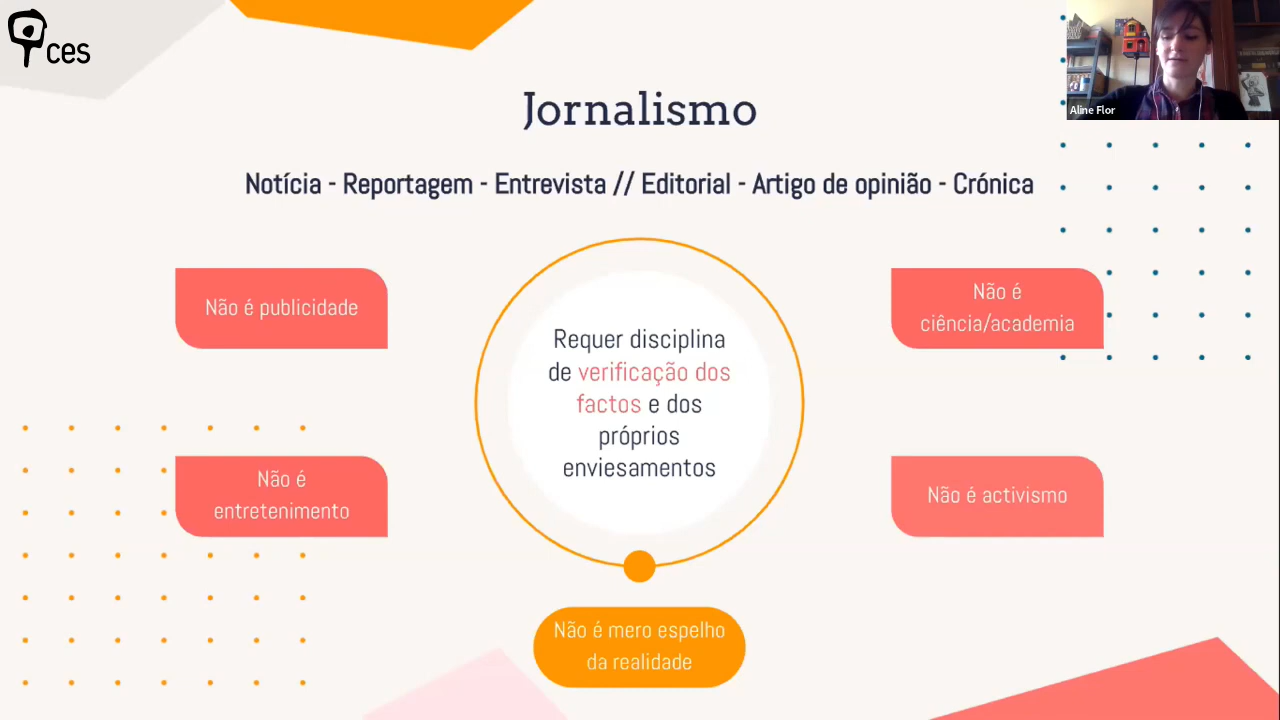 ces
Aline Flor
Jornalismo
Notícia - Reportagem - Entrevista // Editorial - Artigo de opinião - Crónica
Não é publicidade
Não é
ciência/academia
Requer disciplina
de verificação dos
factos e dos
próprios
enviesamentos
Não é
entretenimento
Não é activismo
Não é mero espelho
da realidade